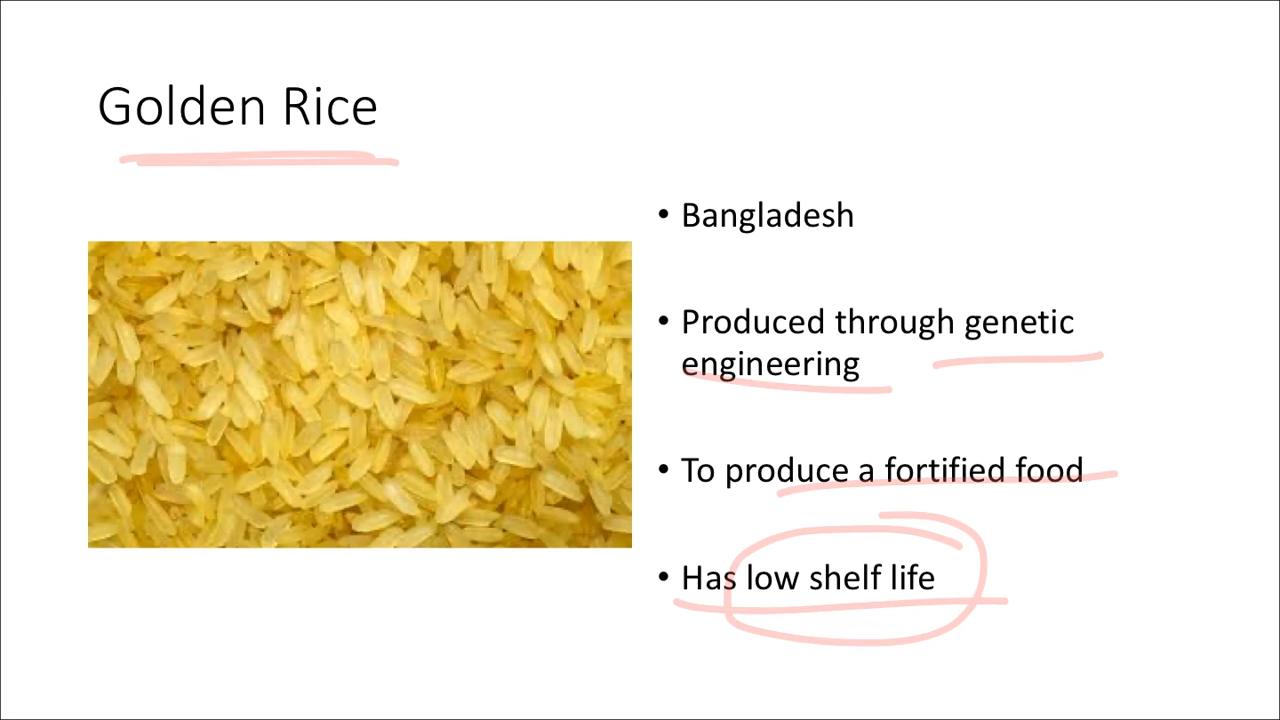 Golden Rice
• Bangladesh
• Produced through genetic
engineering
• To produce a fortified food
• Has low shelf life